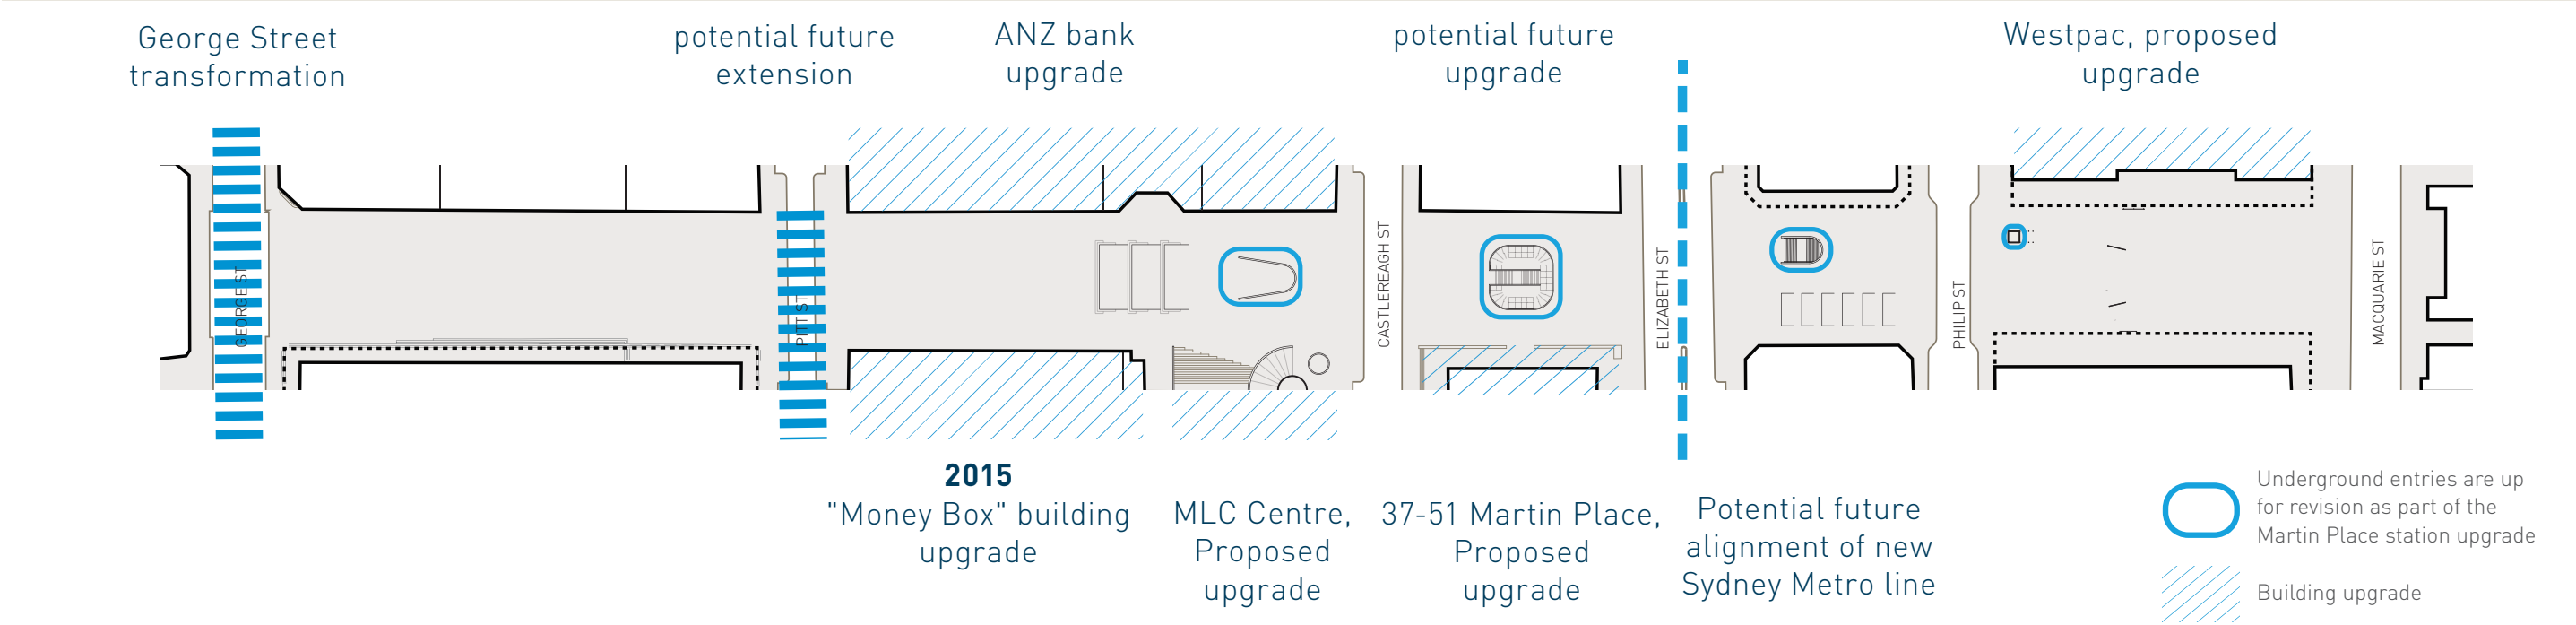 George Street
transformation
potential future
extension
ANZ bank
upgrade
potential future
upgrade
Westpac, proposed
upgrade
GEORGE ST
PITT ST
CASTLEREAGH ST
ELIZABETH ST
PHILIP ST
MACQUARIE ST
2015
"Money Box" building
upgrade
MLC Centre,
Proposed
upgrade
37-51 Martin Place,
Proposed
upgrade
Potential future
alignment of new
Sydney Metro line
Underground entries are up
for revision as part of the
Martin Place station upgrade
Building upgrade